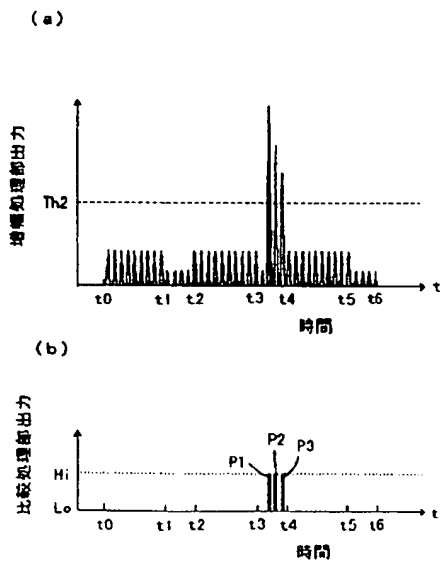 (a)
増幅処理部出力
Th2
t0 t1 t2 t3 t4 t5 t6
t
時間
(b)
比較処理部出力
Hi
Lo
P1 P2 P3
t0 t1 t2 t3 t4 t5 t6
t
時間